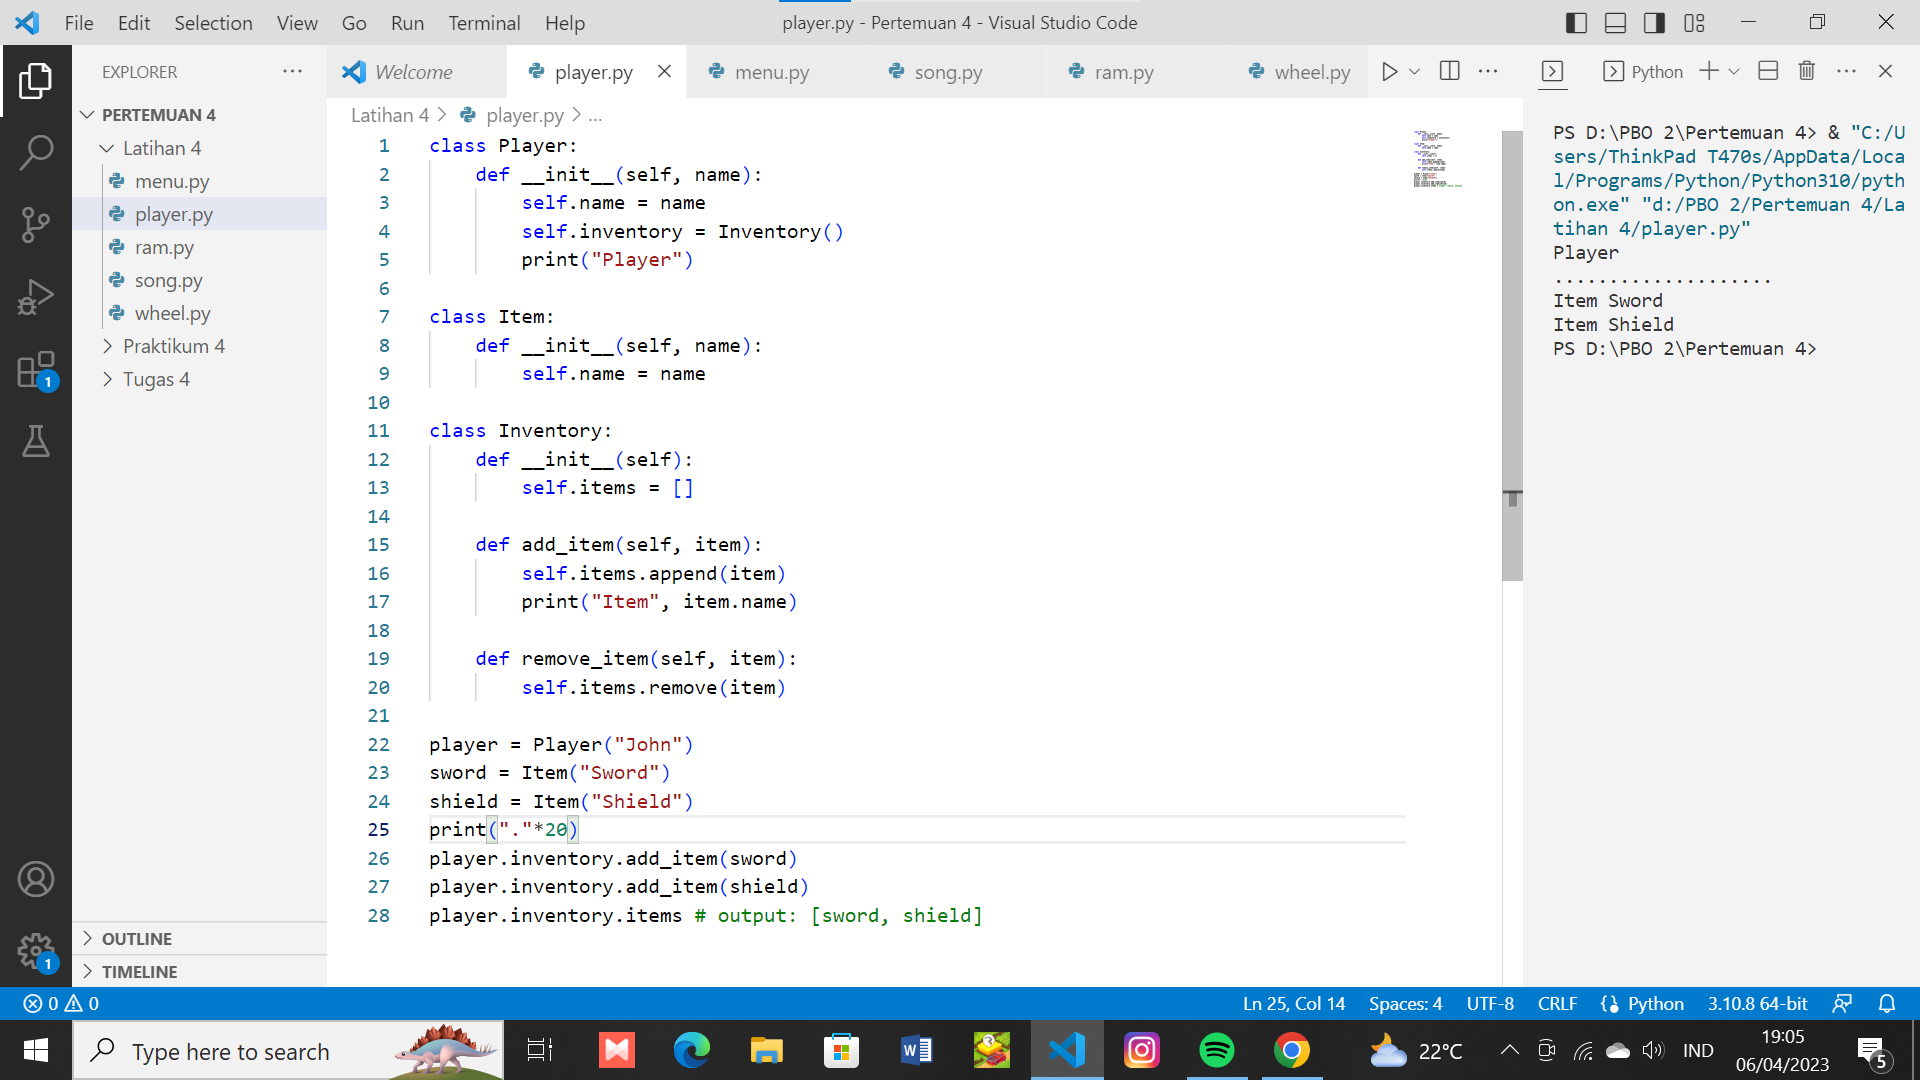 File Edit Selection View Go Run Terminal Help
player.py - Pertemuan 4 - Visual Studio Code
EXPLORER
PERTEMUAN 4
Latihan 4
menu.py
player.py
ram.py
song.py
wheel.py
Praktikum 4
Tugas 4
OUTLINE
TIMELINE
Welcome player.py menu.py song.py ram.py wheel.py
Latihan 4 > player.py > ...
1 class Player:
2     def __init__(self, name):
3         self.name = name
4         self.inventory = Inventory()
5         print("Player")
6
7 class Item:
8     def __init__(self, name):
9         self.name = name
10
11 class Inventory:
12     def __init__(self):
13         self.items = []
14
15     def add_item(self, item):
16         self.items.append(item)
17         print("Item", item.name)
18
19     def remove_item(self, item):
20         self.items.remove(item)
21
22 player = Player("John")
23 sword = Item("Sword")
24 shield = Item("Shield")
25 print("."*20)
26 player.inventory.add_item(sword)
27 player.inventory.add_item(shield)
28 player.inventory.items # output: [sword, shield]
Python
PS D:\PBO 2\Pertemuan 4> & "C:/U
sers/ThinkPad T470s/AppData/Loca
l/Programs/Python/Python310/pyth
on.exe" "d:/PBO 2/Pertemuan 4/La
tihan 4/player.py"
Player
....................
Item Sword
Item Shield
PS D:\PBO 2\Pertemuan 4>
1
1
0 0
Ln 25, Col 14 Spaces: 4 UTF-8 CRLF Python 3.10.8 64-bit
Type here to search
22°C
IND
19:05
06/04/2023
5